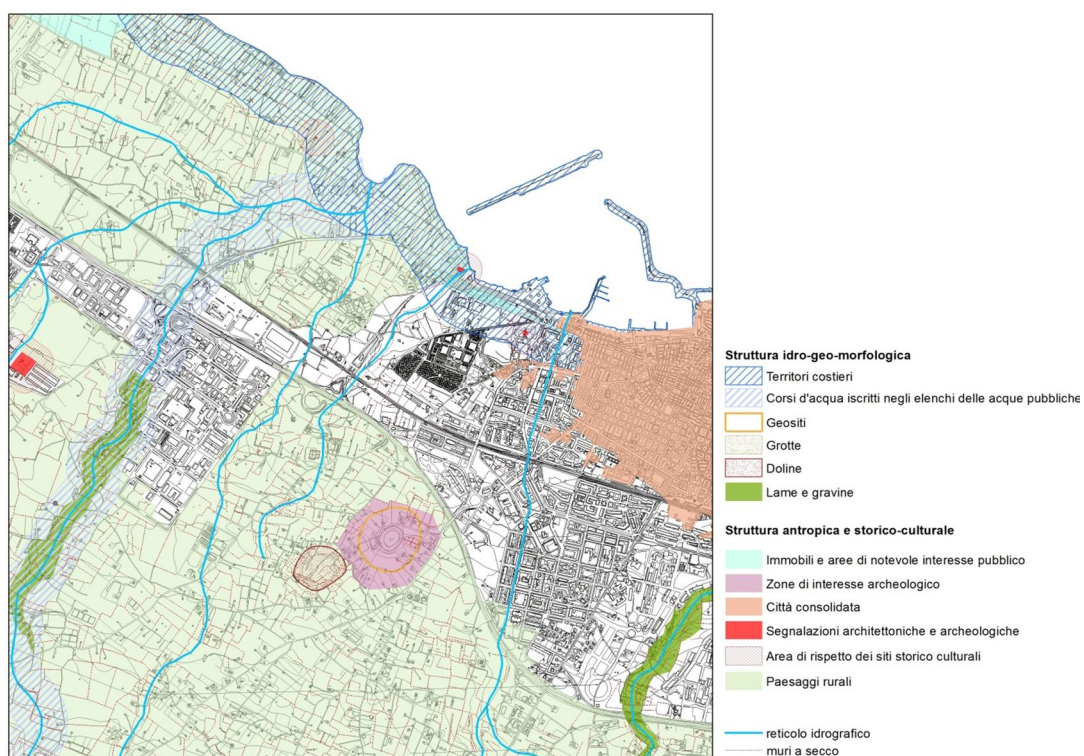 Struttura idro-geo-morfologica
Territori costieri
Corsi d'acqua iscritti negli elenchi delle acque pubbliche
Geositi
Grotte
Doline
Lame e gravine
Struttura antropica e storico-culturale
Immobili e aree di notevole interesse pubblico
Zone di interesse archeologico
Città consolidata
Segnalazioni architettoniche e archeologiche
Area di rispetto dei siti storico culturali
Paesaggi rurali
reticolo idrografico
muri a secco